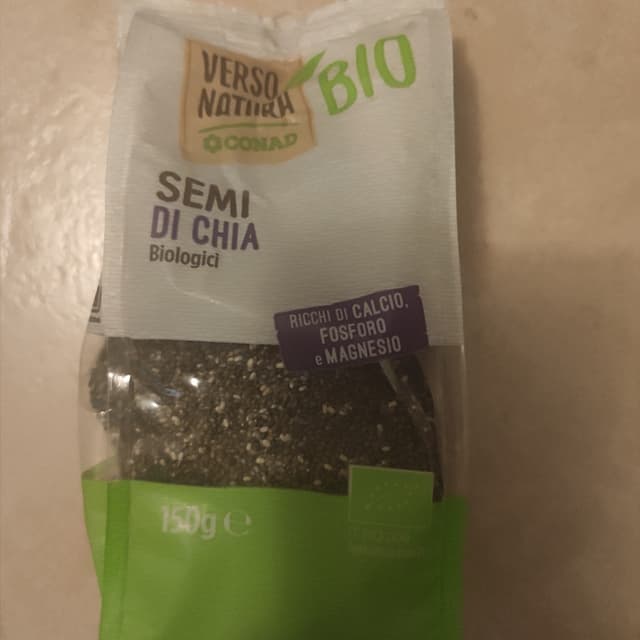 VERSO
NATURA
CONAD
BIO
SEMI
DI CHIA
Biologici
RICCHI DI CALCIO,
FOSFORO
e MAGNESIO
150g e